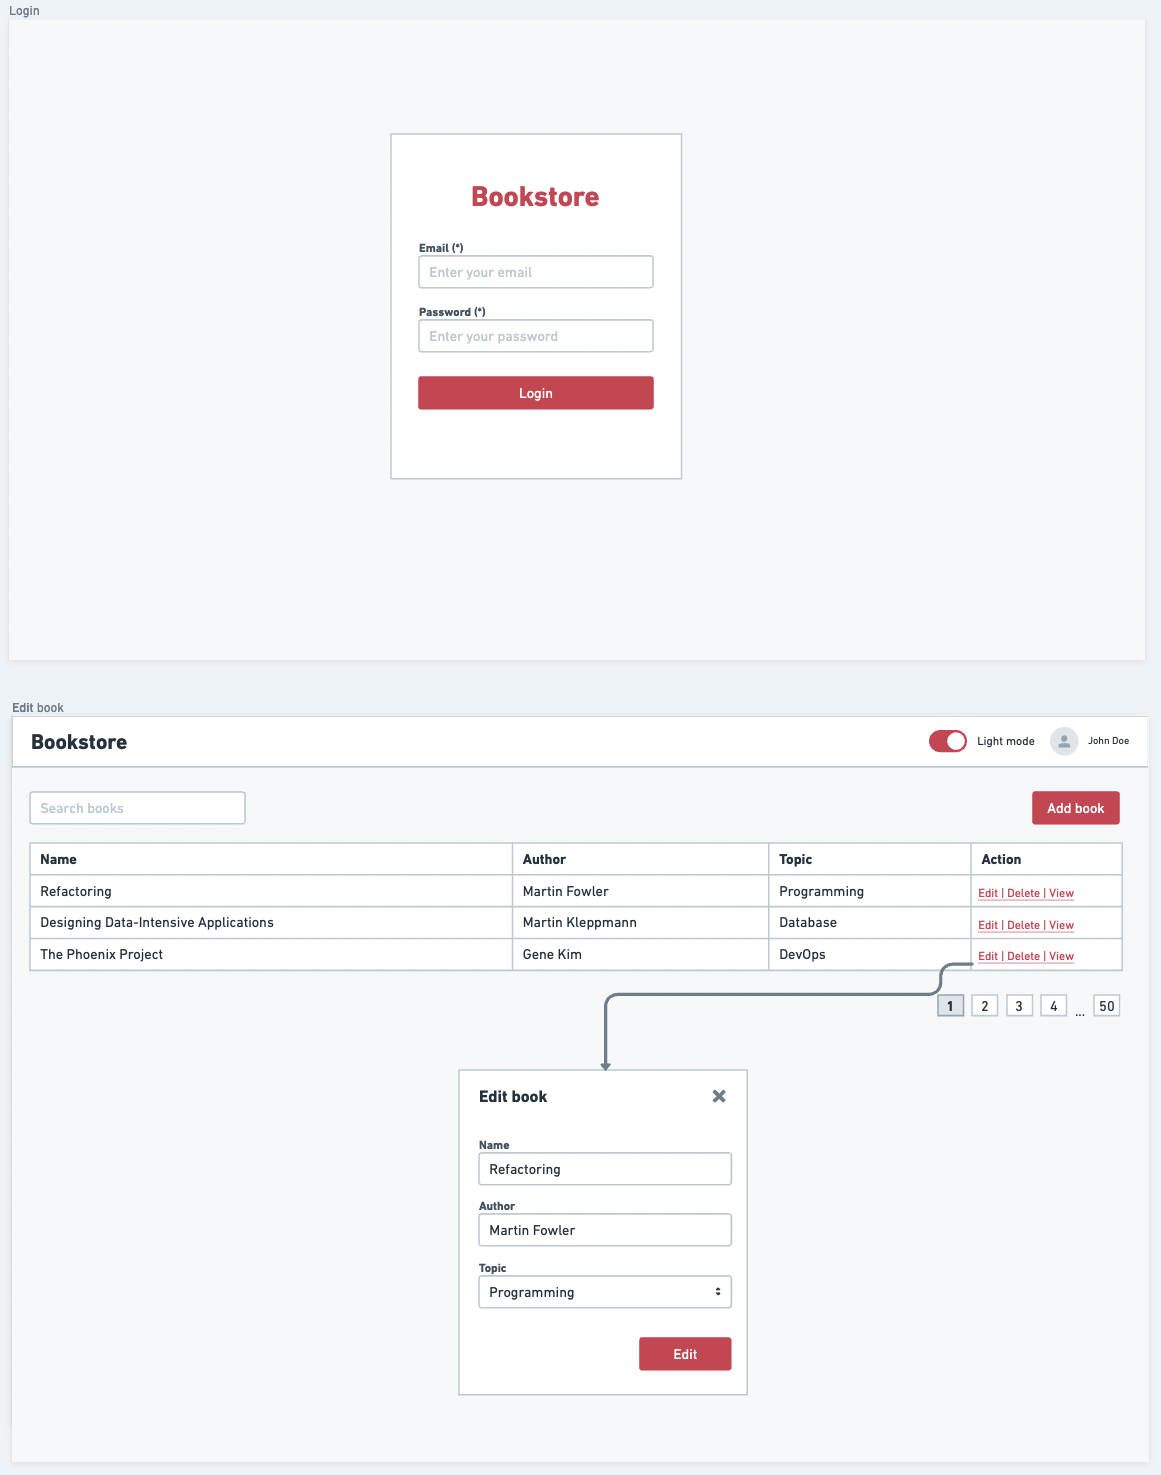 Login
Bookstore
Email (*)
Enter your email
Password (*)
Enter your password
Login
Edit book
Bookstore
Light mode
John Doe
Search books
Add book
Name Author Topic Action
Refactoring Martin Fowler Programming Edit | Delete | View
Designing Data-Intensive Applications Martin Kleppmann Database Edit | Delete | View
The Phoenix Project Gene Kim DevOps Edit | Delete | View
1 2 3 4 ... 50
Edit book
Name
Refactoring
Author
Martin Fowler
Topic
Programming
Edit